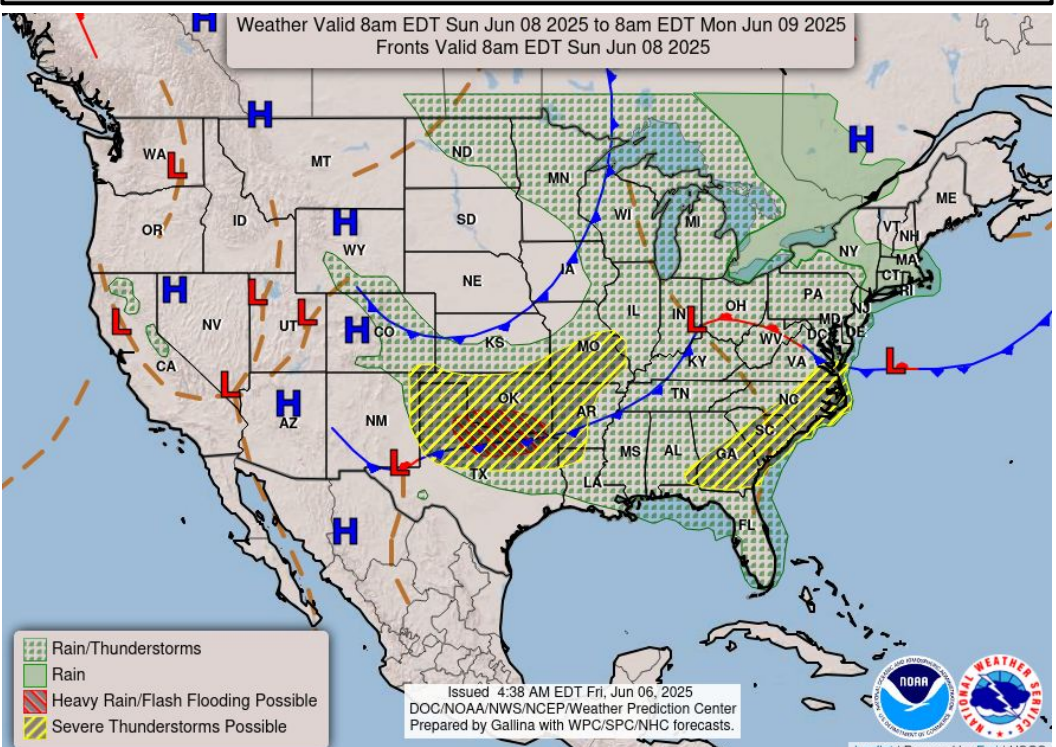 Weather Valid 8am EDT Sun Jun 08 2025 to 8am EDT Mon Jun 09 2025
Fronts Valid 8am EDT Sun Jun 08 2025
H
H
H
WA
L
MT
ND
MN
ME
OR
ID
H
WY
SD
WI
MI
VT
NH
NY
MA
CT
RI
H
NV
L
UT
L
NE
IA
IL
IN
L
OH
PA
NJ
MD
DE
DC
L
CA
H
CO
KS
MO
KY
WV
VA
L
L
H
AZ
NM
OK
AR
TN
NC
SC
L
TX
LA
MS
AL
GA
FL
H
Rain/Thunderstorms
Rain
Heavy Rain/Flash Flooding Possible
Severe Thunderstorms Possible
Issued 4:38 AM EDT Fri, Jun 06, 2025
DOC/NOAA/NWS/NCEP/Weather Prediction Center
Prepared by Gallina with WPC/SPC/NHC forecasts.
NOAA
NATIONAL WEATHER SERVICE